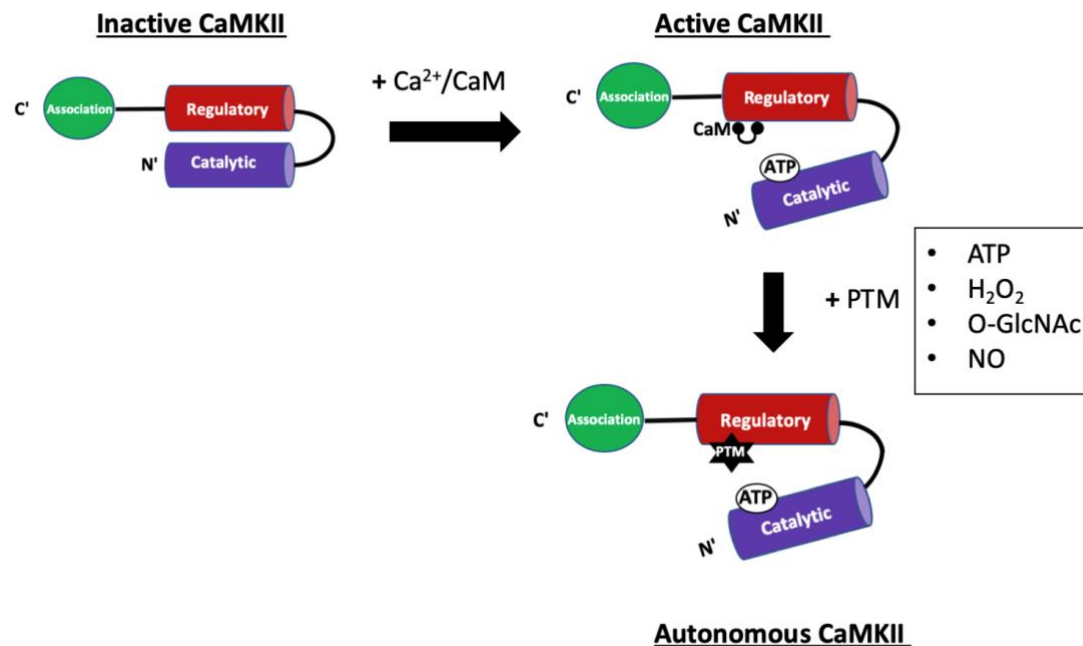 Inactive CaMKII
Association
Regulatory
C'
N'
Catalytic
+ Ca²⁺/CaM
Active CaMKII
C'
Association
Regulatory
CaM
ATP
Catalytic
N'
+ PTM
• ATP
• H₂O₂
• O-GlcNAc
• NO
C'
Association
Regulatory
PTM
ATP
Catalytic
N'
Autonomous CaMKII